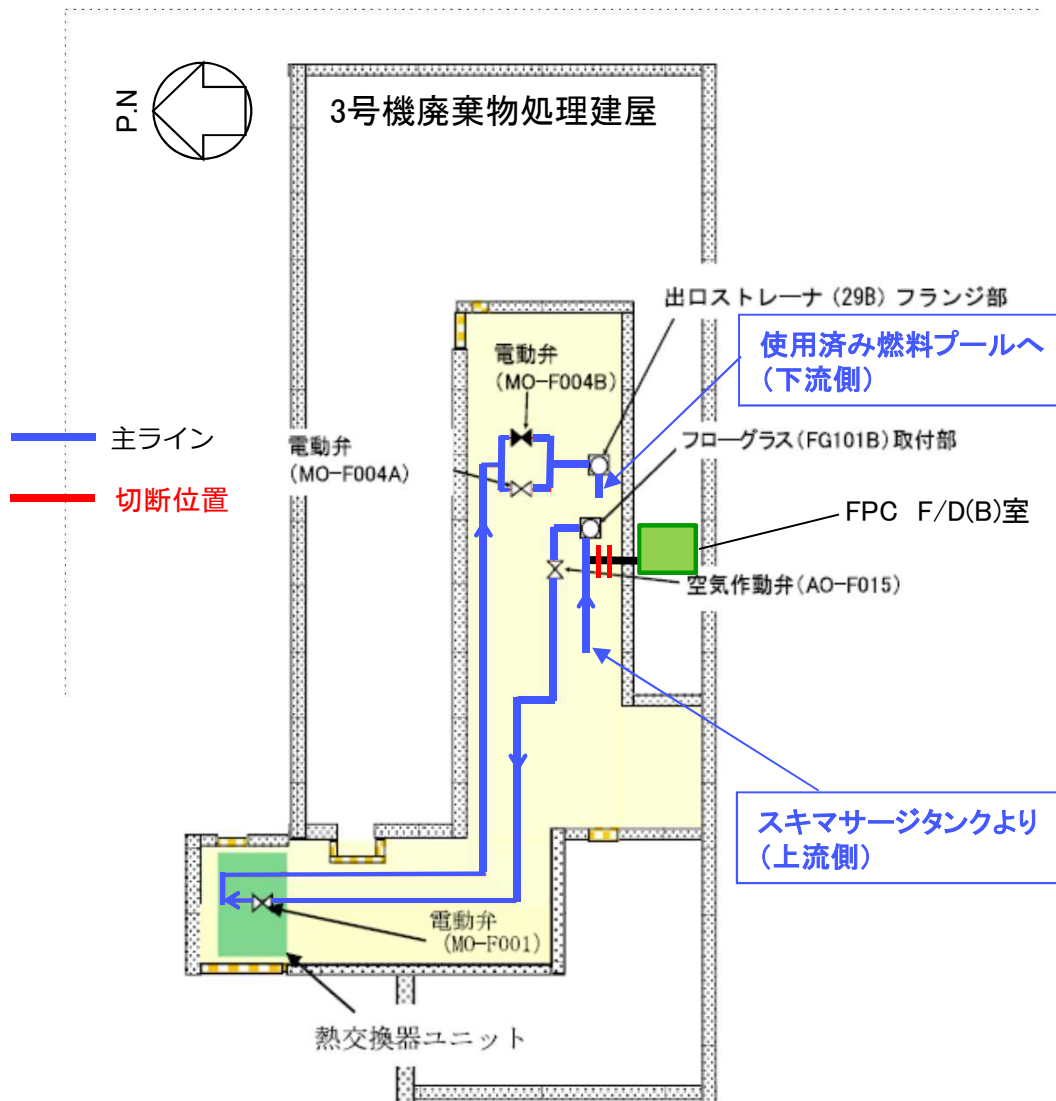 P.N
3号機廃棄物処理建屋
出口ストレーナ (29B) フランジ部
使用済み燃料プールへ
（下流側）
電動弁
(MO-F004B)
主ライン
電動弁
(MO-F004A)
フローグラス(FG101B)取付部
切断位置
FPC F/D(B)室
空気作動弁(AO-F015)
スキマサージタンクより
（上流側）
電動弁
(MO-F001)
熱交換器ユニット